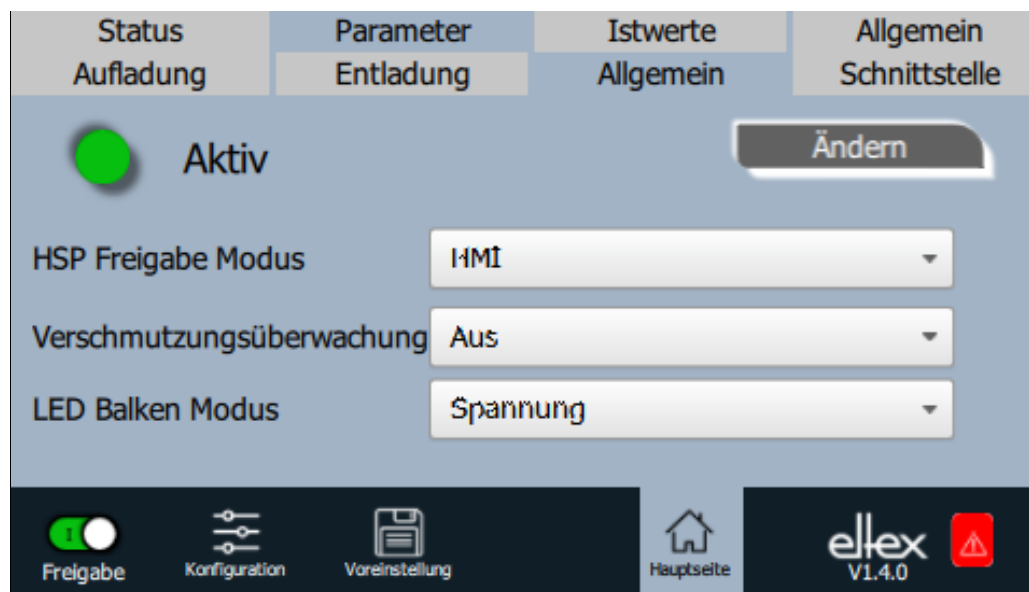 Status Parameter Istwerte Allgemein
Aufladung Entladung Allgemein Schnittstelle
Aktiv Ändern
HSP Freigabe Modus HMI
Verschmutzungsüberwachung Aus
LED Balken Modus Spannung
I
Freigabe Konfiguration Voreinstellung Hauptseite eltex
V1.4.0